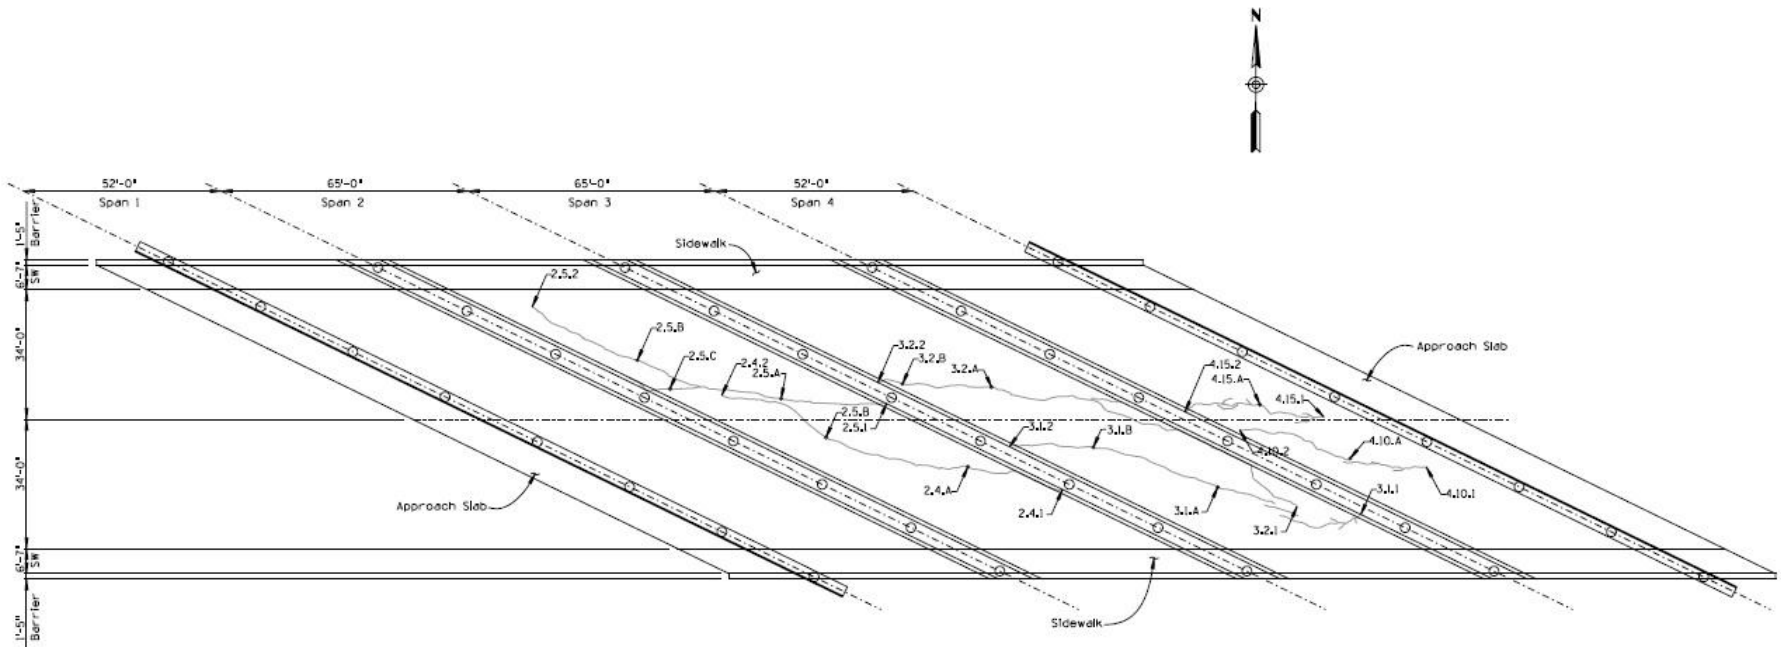 N
52'-0" 65'-0" 65'-0" 52'-0"
Span 1 Span 2 Span 3 Span 4
1'-5"
Barrier
6'-7"
SW
34'-0"
34'-0"
6'-7"
SW
1'-5"
Barrier
Sidewalk
2.5.2
2.5.B
2.5.C
2.4.2
2.5.A
3.2.2
3.2.B
3.2.A
4.15.2
4.15.A
4.15.1
Approach Slab
2.5.B
2.5.1
3.1.2
3.1.B
4.10.2
4.10.A
4.10.1
2.4.A
2.4.1
3.1.A
3.2.1
3.1.1
Approach Slab
Sidewalk